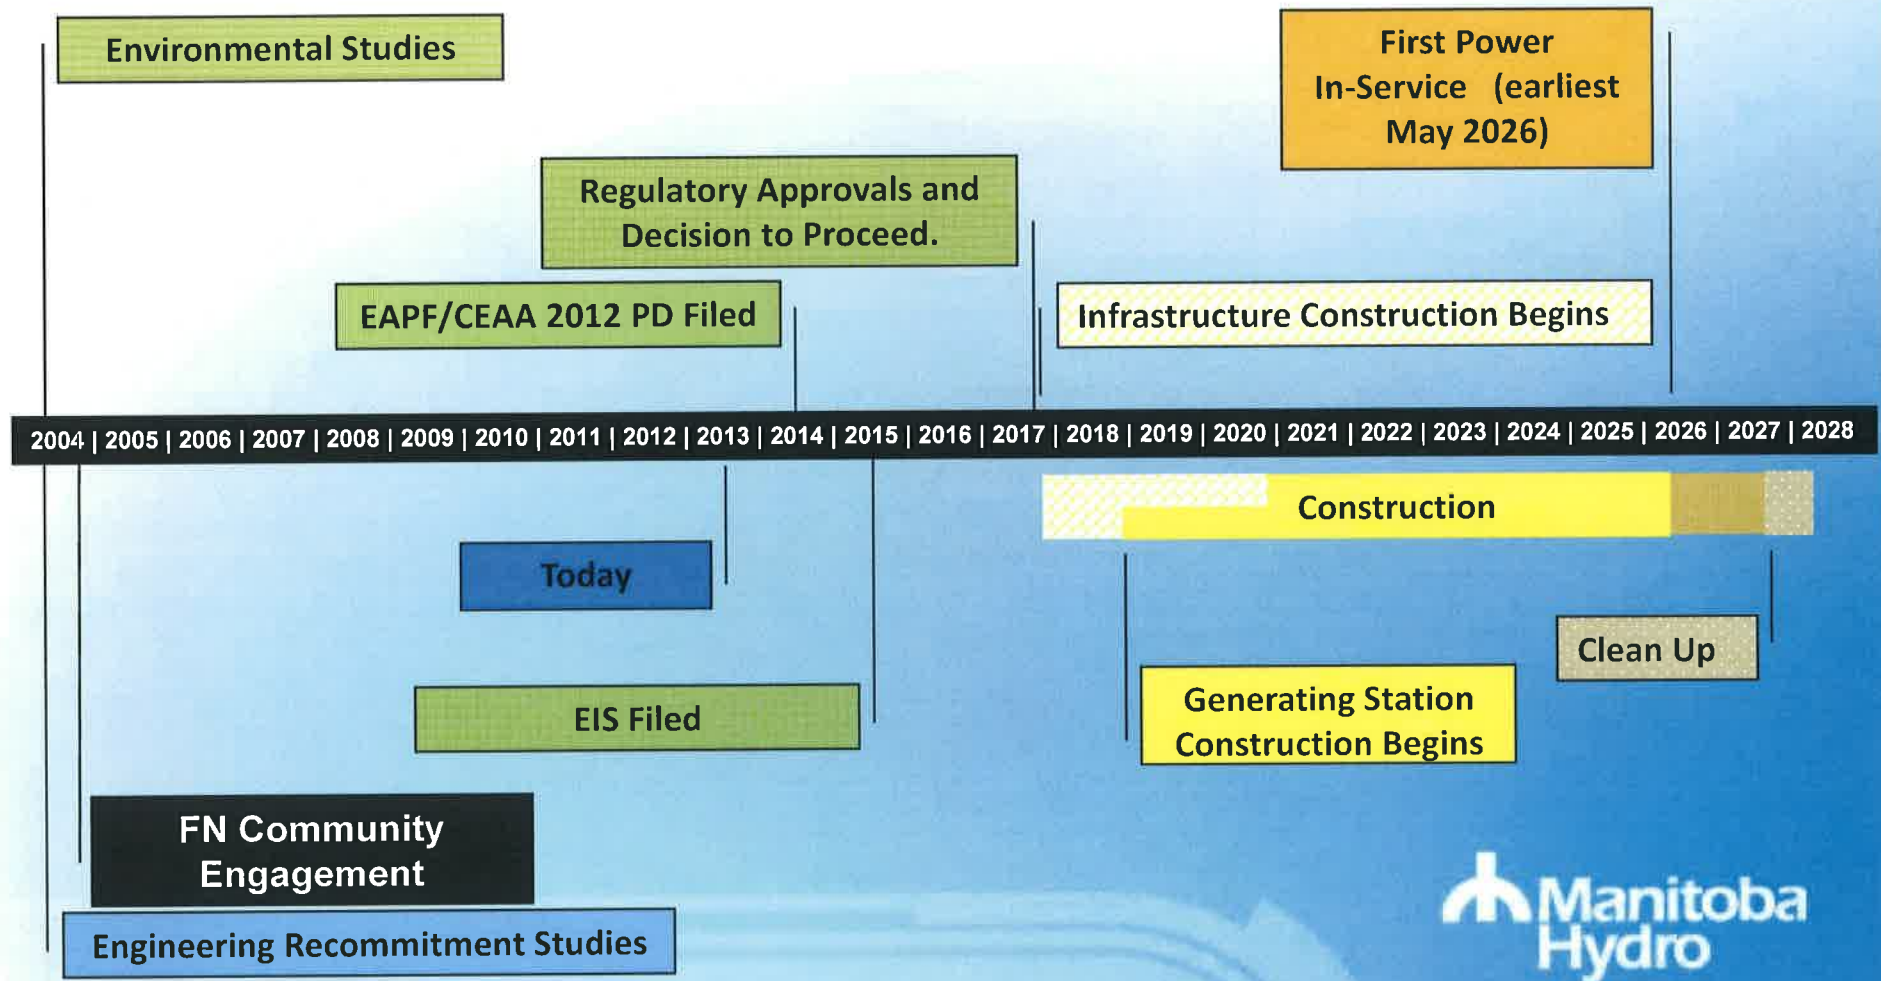 Environmental Studies
First Power
In-Service (earliest
May 2026)
Regulatory Approvals and
Decision to Proceed.
EAPF/CEAA 2012 PD Filed
Infrastructure Construction Begins
2004 | 2005 | 2006 | 2007 | 2008 | 2009 | 2010 | 2011 | 2012 | 2013 | 2014 | 2015 | 2016 | 2017 | 2018 | 2019 | 2020 | 2021 | 2022 | 2023 | 2024 | 2025 | 2026 | 2027 | 2028
Construction
Today
Clean Up
EIS Filed
Generating Station
Construction Begins
FN Community
Engagement
Engineering Recommitment Studies
Manitoba
Hydro